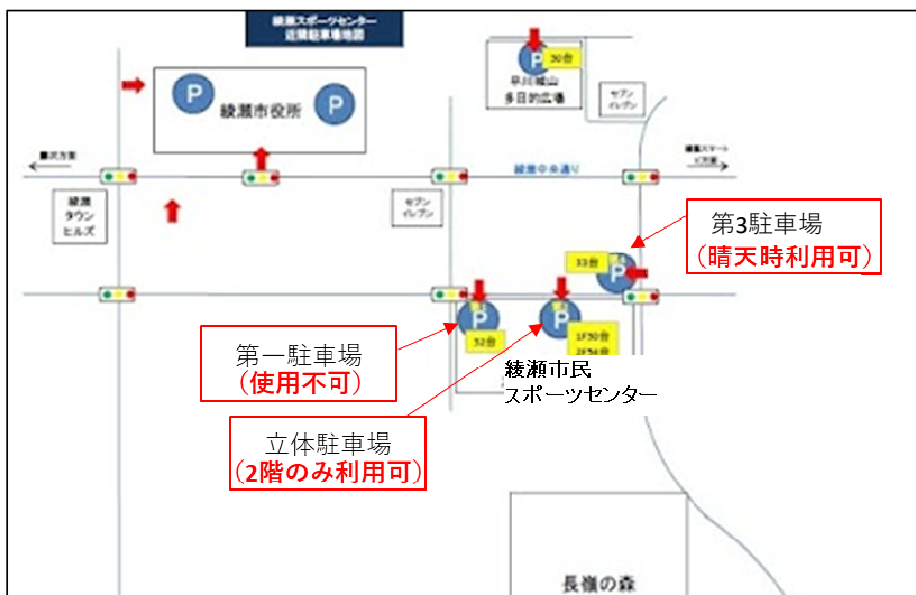 綾瀬スポーツセンター
近隣駐車場地図
P
30台
早川城山
多目的広場
セブン
イレブン
P
P
綾瀬市役所
綾瀬中央通り
綾瀬
タウン
ヒルズ
セブン
イレブン
第3駐車場
(晴天時利用可)
33台
P
P
52台
P
1F50台
2F54台
綾瀬市民
スポーツセンター
第一駐車場
(使用不可)
立体駐車場
(2階のみ利用可)
長嶺の森